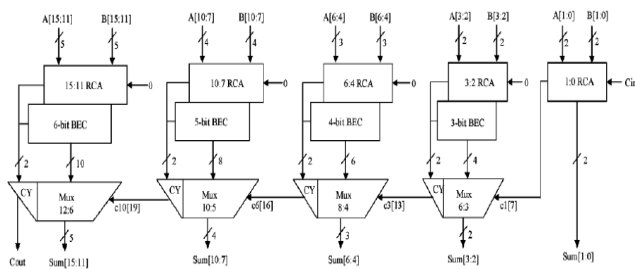 A[15:11] B[15:11] A[10:7] B[10:7] A[6:4] B[6:4] A[3:2] B[3:2] A[1:0] B[1:0]
5 5 4 4 3 3 2 2 2 2
15:11 RCA 0 10:7 RCA 0 6:4 RCA 0 3:2 RCA 0 1:0 RCA Cin
6-bit BEC 5-bit BEC 4-bit BEC 3-bit BEC
2 10 2 8 2 6 2 4 2
CY Mux 12:6 c10[19] CY Mux 10:5 c6[16] CY Mux 8:4 c3[13] CY Mux 6:3 c1[7]
5 4 3 2
Cout Sum[15:11] Sum[10:7] Sum[6:4] Sum[3:2] Sum[1:0]